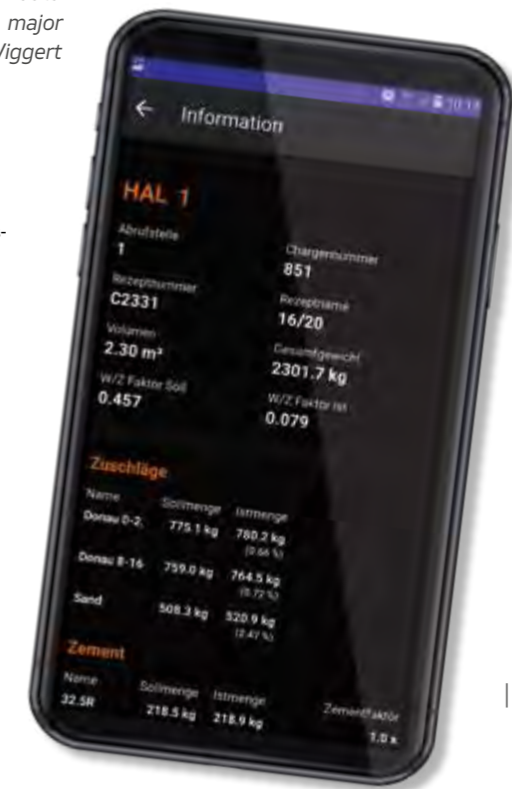 major
Wiggert
10:18
Information
HAL 1
Abrufstelle Chargennummer
1 851
Rezeptnummer Rezeptname
C2331 16/20
Volumen Gesamtgewicht
2.30 m³ 2301.7 kg
W/Z Faktor Soll W/Z Faktor Ist
0.457 0.079
Zuschläge
Name Sollmenge Istmenge
Donau 0-2, 775.1 kg 780.2 kg
(0.66 %)
Donau 8-16 759.0 kg 764.5 kg
(0.72 %)
Sand 508.3 kg 520.9 kg
(2.47 %)
Zement
Name Sollmenge Istmenge Zementfaktor
32.5R 218.5 kg 218.9 kg 1.0 x